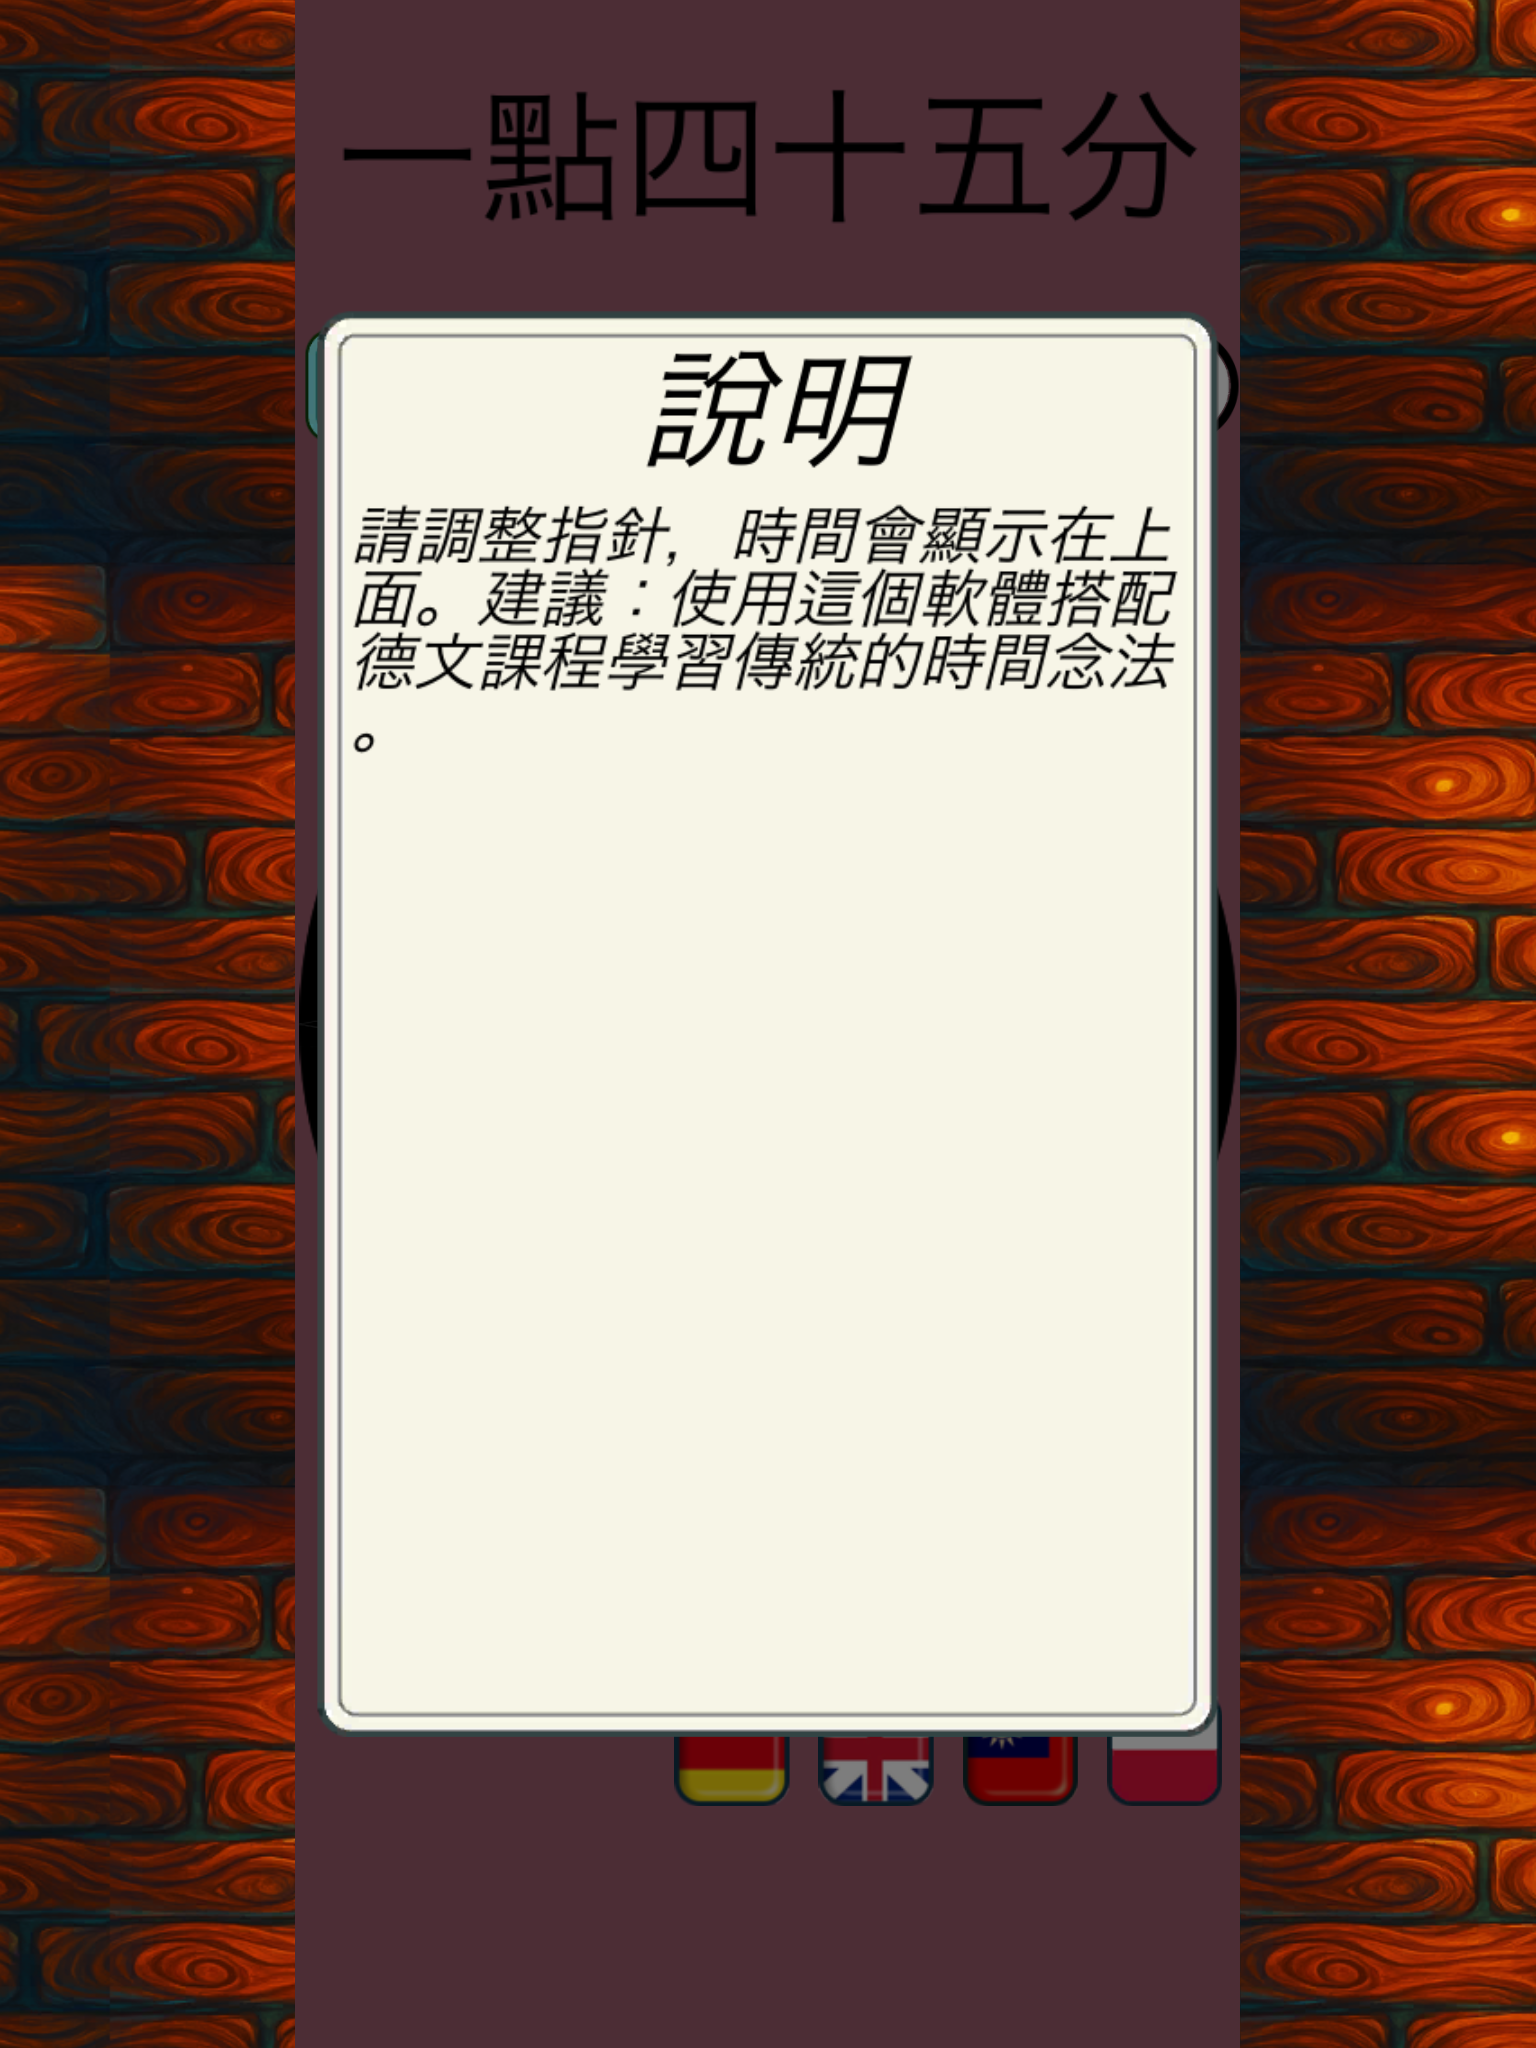 一點四十五分
說明
請調整指針，時間會顯示在上
面。建議：使用這個軟體搭配
德文課程學習傳統的時間念法
。